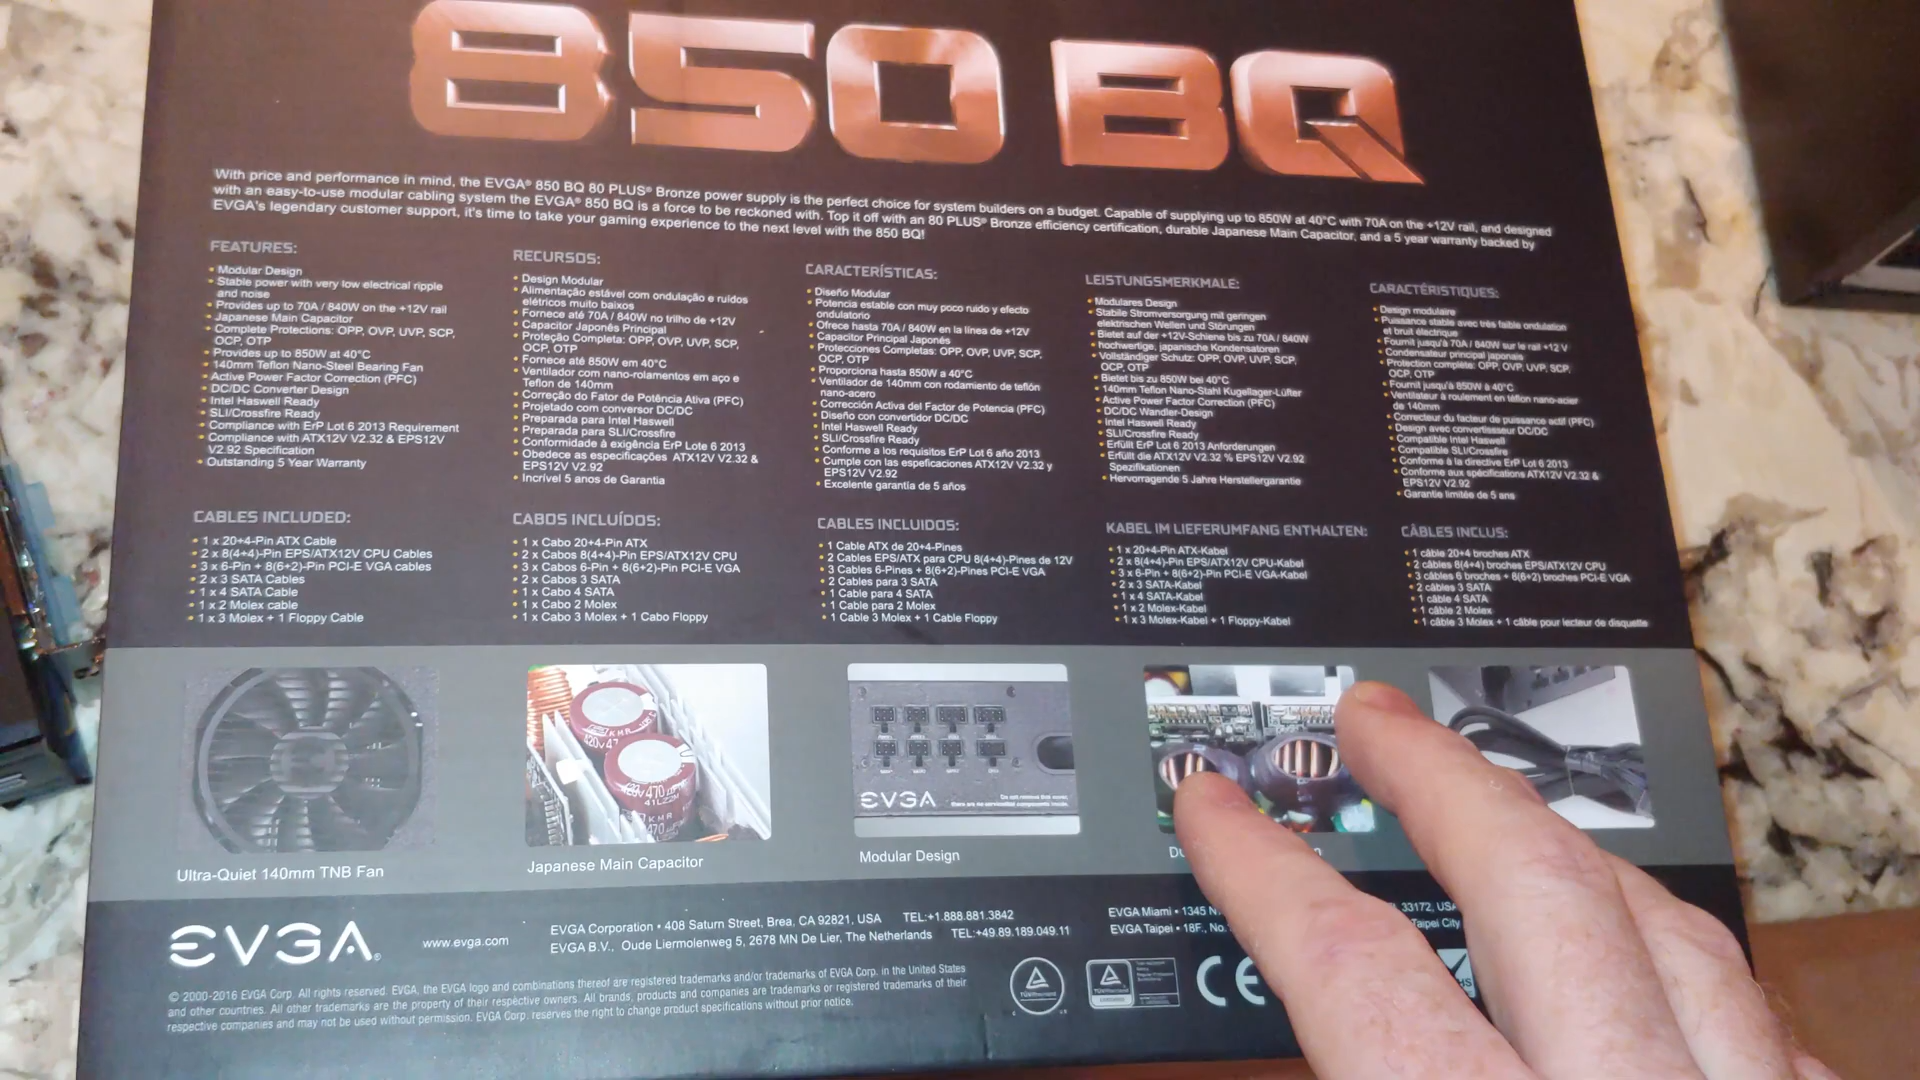 850 BQ
With price and performance in mind, the EVGA® 850 BQ 80 PLUS® Bronze power supply is the perfect choice for system builders on a budget. Capable of supplying up to 850W at 40°C with 70A on the +12V rail, and designed
with an easy-to-use modular cabling system the EVGA® 850 BQ is a force to be reckoned with. Top it off with an 80 PLUS® Bronze efficiency certification, durable Japanese Main Capacitor, and a 5 year warranty backed by
EVGA's legendary customer support, it's time to take your gaming experience to the next level with the 850 BQ!
FEATURES:
• Modular Design
• Stable power with very low electrical ripple
and noise
• Provides up to 70A / 840W on the +12V rail
• Japanese Main Capacitor
• Complete Protections: OPP, OVP, UVP, SCP,
OCP, OTP
• Provides up to 850W at 40°C
• 140mm Teflon Nano-Steel Bearing Fan
• Active Power Factor Correction (PFC)
• DC/DC Converter Design
• Intel Haswell Ready
• SLI/Crossfire Ready
• Compliance with ErP Lot 6 2013 Requirement
• Compliance with ATX12V V2.32 & EPS12V
V2.92 Specification
• Outstanding 5 Year Warranty
RECURSOS:
• Design Modular
• Alimentação estável com ondulação e ruídos
elétricos muito baixos
• Fornece até 70A / 840W no trilho de +12V
• Capacitor Japonês Principal
• Proteção Completa: OPP, OVP, UVP, SCP,
OCP, OTP
• Fornece até 850W em 40°C
• Ventilador com nano-rolamentos em aço e
Teflon de 140mm
• Correção do Fator de Potência Ativa (PFC)
• Projetado com conversor DC/DC
• Preparada para Intel Haswell
• Preparada para SLI/Crossfire
• Conformidade à exigência ErP Lote 6 2013
• Obedece as especificações ATX12V V2.32 &
EPS12V V2.92
• Incrível 5 anos de Garantia
CARACTERÍSTICAS:
• Diseño Modular
• Potencia estable con muy poco ruido y efecto
ondulatorio
• Ofrece hasta 70A / 840W en la línea de +12V
• Capacitor Principal Japonés
• Protecciones Completas: OPP, OVP, UVP, SCP,
OCP, OTP
• Proporciona hasta 850W a 40°C
• Ventilador de 140mm con rodamiento de teflón
nano-acero
• Corrección Activa del Factor de Potencia (PFC)
• Diseño con convertidor DC/DC
• Intel Haswell Ready
• SLI/Crossfire Ready
• Conforme a los requisitos ErP Lot 6 año 2013
• Cumple con las espeficaciones ATX12V V2.32 y
EPS12V V2.92
• Excelente garantía de 5 años
LEISTUNGSMERKMALE:
• Modulares Design
• Stabile Stromversorgung mit geringen
elektrischen Wellen und Störungen
• Bietet auf der +12V-Schiene bis zu 70A / 840W
• hochwertige, japanische Kondensatoren
• Vollständiger Schutz: OPP, OVP, UVP, SCP,
OCP, OTP
• Bietet bis zu 850W bei 40°C
• 140mm Teflon Nano-Stahl Kugellager-Lüfter
• Active Power Factor Correction (PFC)
• DC/DC Wandler-Design
• Intel Haswell Ready
• SLI/Crossfire Ready
• Erfüllt ErP Lot 6 2013 Anforderungen
• Erfüllt die ATX12V V2.32 % EPS12V V2.92
Spezifikationen
• Hervorragende 5 Jahre Herstellergarantie
CARACTÉRISTIQUES:
• Design modulaire
• Puissance stable avec très faible ondulation
et bruit électrique
• Fournit jusqu'à 70A / 840W sur le rail +12 V
• Condensateur principal japonais
• Protection complète: OPP, OVP, UVP, SCP,
OCP, OTP
• Fournit jusqu'à 850W à 40°C
• Ventilateur à roulement en téflon nano-acier
de 140mm
• Correcteur du facteur de puissance actif (PFC)
• Design avec convertisseur DC/DC
• Compatible Intel Haswell
• Compatible SLI/Crossfire
• Conforme à la directive ErP Lot 6 2013
• Conforme aux spécifications ATX12V V2.32 &
EPS12V V2.92
• Garantie limitée de 5 ans
CABLES INCLUDED:
• 1 x 20+4-Pin ATX Cable
• 2 x 8(4+4)-Pin EPS/ATX12V CPU Cables
• 3 x 6-Pin + 8(6+2)-Pin PCI-E VGA cables
• 2 x 3 SATA Cables
• 1 x 4 SATA Cable
• 1 x 2 Molex cable
• 1 x 3 Molex + 1 Floppy Cable
CABOS INCLUÍDOS:
• 1 x Cabo 20+4-Pin ATX
• 2 x Cabos 8(4+4)-Pin EPS/ATX12V CPU
• 3 x Cabos 6-Pin + 8(6+2)-Pin PCI-E VGA
• 2 x Cabos 3 SATA
• 1 x Cabo 4 SATA
• 1 x Cabo 2 Molex
• 1 x Cabo 3 Molex + 1 Cabo Floppy
CABLES INCLUIDOS:
• 1 Cable ATX de 20+4-Pines
• 2 Cables EPS/ATX para CPU 8(4+4)-Pines de 12V
• 3 Cables 6-Pines + 8(6+2)-Pines PCI-E VGA
• 2 Cables para 3 SATA
• 1 Cable para 4 SATA
• 1 Cable para 2 Molex
• 1 Cable 3 Molex + 1 Cable Floppy
KABEL IM LIEFERUMFANG ENTHALTEN:
• 1 x 20+4-Pin ATX-Kabel
• 2 x 8(4+4)-Pin EPS/ATX12V CPU-Kabel
• 3 x 6-Pin + 8(6+2)-Pin PCI-E VGA-Kabel
• 2 x 3 SATA-Kabel
• 1 x 4 SATA-Kabel
• 1 x 2 Molex-Kabel
• 1 x 3 Molex-Kabel + 1 Floppy-Kabel
CÂBLES INCLUS:
• 1 câble 20+4 broches ATX
• 2 câbles 8(4+4) broches EPS/ATX12V CPU
• 3 câbles 6 broches + 8(6+2) broches PCI-E VGA
• 2 câbles 3 SATA
• 1 câble 4 SATA
• 1 câble 2 Molex
• 1 câble 3 Molex + 1 câble pour lecteur de disquette
EVGA
Ultra-Quiet 140mm TNB Fan
Japanese Main Capacitor
Modular Design
EVGA®
www.evga.com
EVGA Corporation • 408 Saturn Street, Brea, CA 92821, USA TEL:+1.888.881.3842
EVGA B.V., Oude Liermolenweg 5, 2678 MN De Lier, The Netherlands TEL:+49.89.189.049.11
EVGA Miami • 1345 33172, USA
EVGA Taipei • 18F., No. Taipei City
© 2000-2016 EVGA Corp. All rights reserved. EVGA, the EVGA logo and combinations thereof are registered trademarks and/or trademarks of EVGA Corp. in the United States
and other countries. All other trademarks are the property of their respective owners. All brands, products and companies are trademarks or registered trademarks of their
respective companies and may not be used without permission. EVGA Corp. reserves the right to change product specifications without prior notice.
CE